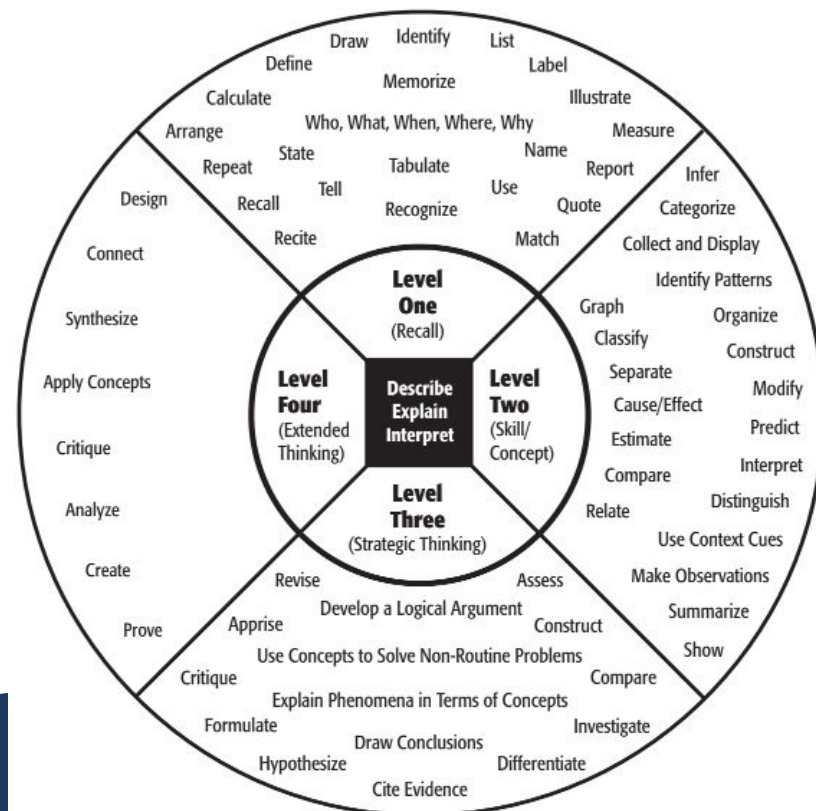 Draw
Identify
List
Define
Label
Memorize
Calculate
Illustrate
Arrange
Who, What, When, Where, Why
Measure
Repeat
State
Tabulate
Name
Report
Recall
Tell
Use
Quote
Recite
Recognize
Match
Level
One
(Recall)
Infer
Categorize
Collect and Display
Identify Patterns
Graph
Organize
Classify
Construct
Separate
Modify
Cause/Effect
Predict
Estimate
Interpret
Compare
Distinguish
Relate
Use Context Cues
Make Observations
Summarize
Show
Level
Two
(Skill/
Concept)
Describe
Explain
Interpret
Level
Three
(Strategic Thinking)
Revise
Assess
Develop a Logical Argument
Apprise
Construct
Use Concepts to Solve Non-Routine Problems
Critique
Compare
Explain Phenomena in Terms of Concepts
Formulate
Investigate
Draw Conclusions
Hypothesize
Differentiate
Cite Evidence
Level
Four
(Extended
Thinking)
Design
Connect
Synthesize
Apply Concepts
Critique
Analyze
Create
Prove